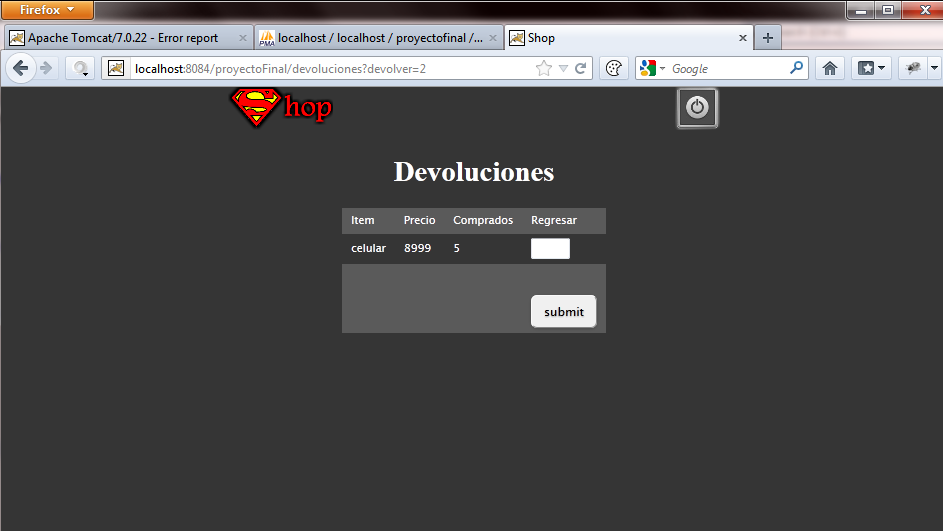 Firefox
Apache Tomcat/7.0.22 - Error report
localhost / localhost / proyectofinal /...
Shop
localhost:8084/proyectoFinal/devoluciones?devolver=2
Google
hop
Devoluciones
Item Precio Comprados Regresar
celular 8999 5
submit